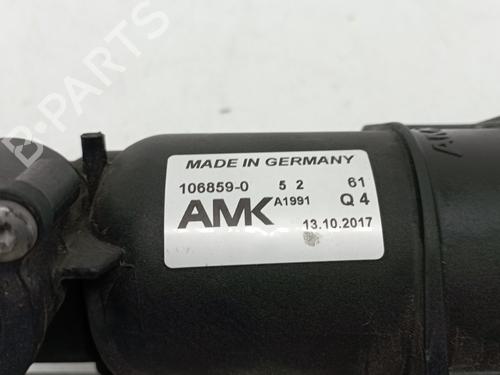 B-PARTS
MADE IN GERMANY
106859-0 5 2 61
AMK A1991 Q 4
13.10.2017